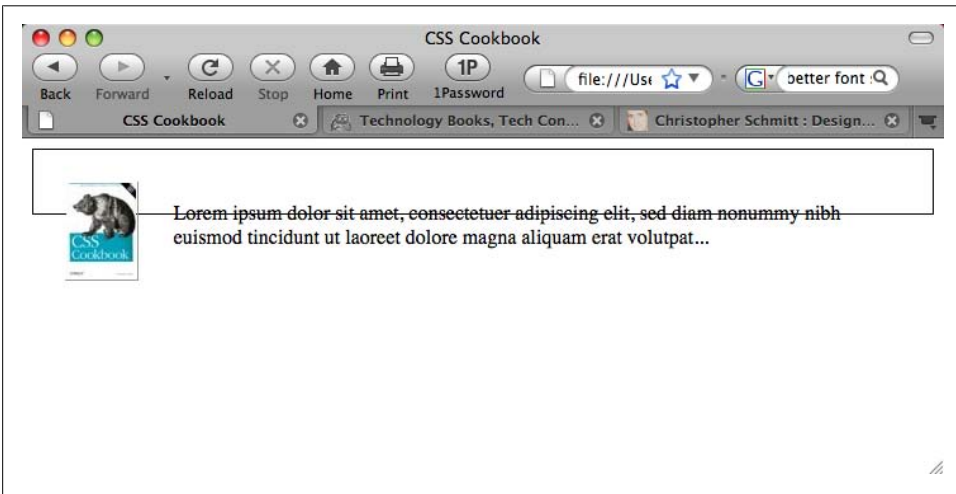 CSS Cookbook
1P
file:///Use
G
better font :
Back Forward Reload Stop Home Print 1Password
CSS Cookbook
Technology Books, Tech Con...
Christopher Schmitt : Design...
Lorem ipsum dolor sit amet, consectetuer adipiscing elit, sed diam nonummy nibh
euismod tincidunt ut laoreet dolore magna aliquam erat volutpat...
CSS
Cookbook